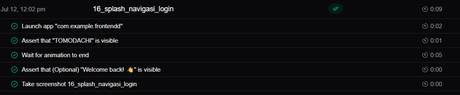 Jul 12, 12:02 pm 16_splash_navigasi_login 0:09
Launch app "com.example.frontendd" 0:02
Assert that "TOMODACHI" is visible 0:01
Wait for animation to end 0:05
Assert that (Optional) "Welcome back! 👋" is visible 0:00
Take screenshot 16_splash_navigasi_login 0:00